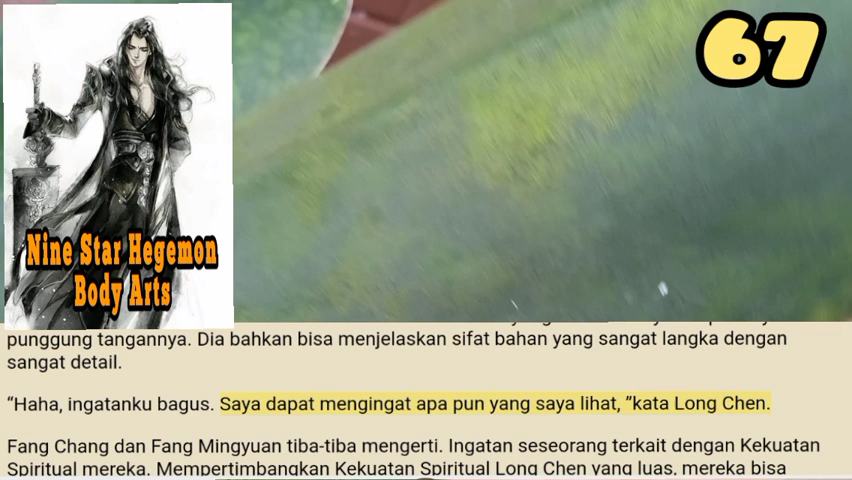 67
Nine Star Hegemon
Body Arts
punggung tangannya. Dia bahkan bisa menjelaskan sifat bahan yang sangat langka dengan
sangat detail.
“Haha, ingatanku bagus. Saya dapat mengingat apa pun yang saya lihat, ”kata Long Chen.
Fang Chang dan Fang Mingyuan tiba-tiba mengerti. Ingatan seseorang terkait dengan Kekuatan
Spiritual mereka. Mempertimbangkan Kekuatan Spiritual Long Chen yang luas, mereka bisa